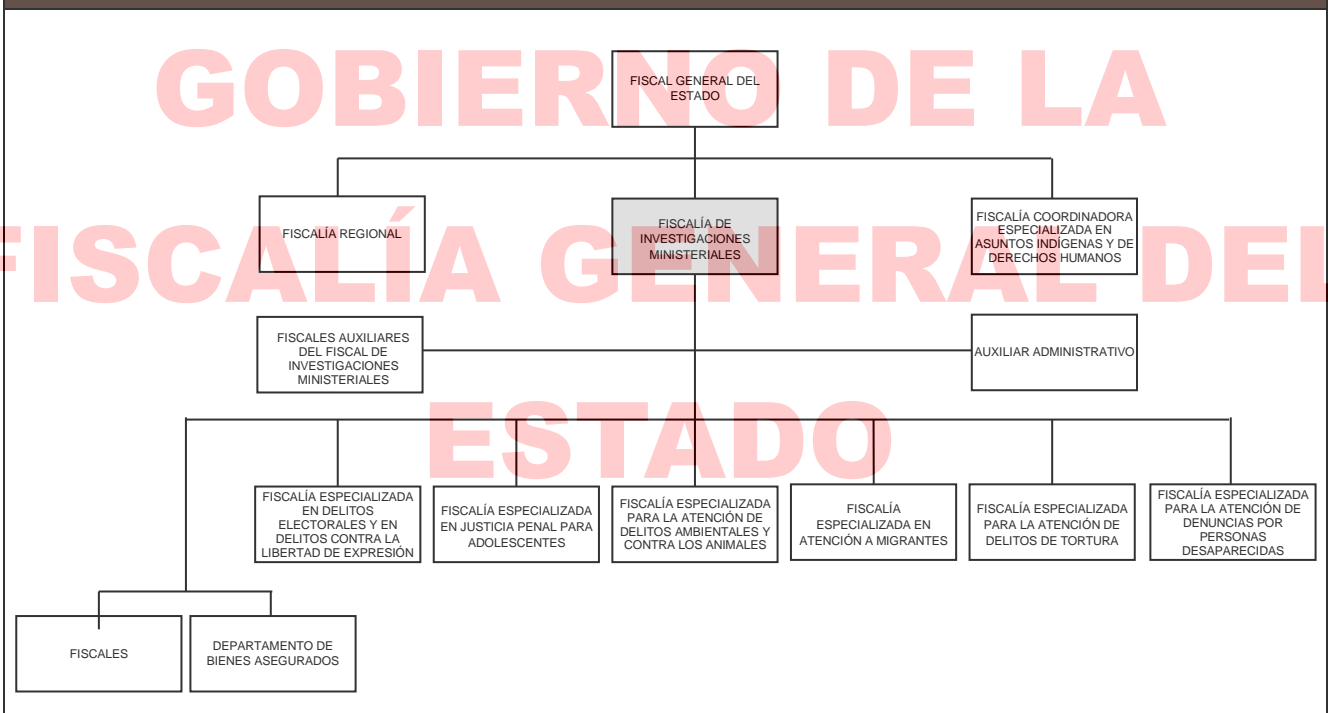 GOBIERNO DE LA
FISCAL GENERAL DEL
ESTADO
FISCALÍA REGIONAL
FISCALÍA DE
INVESTIGACIONES
MINISTERIALES
FISCALÍA COORDINADORA
ESPECIALIZADA EN
ASUNTOS INDÍGENAS Y DE
DERECHOS HUMANOS
FISCALÍA GENERAL DEL
FISCALES AUXILIARES
DEL FISCAL DE
INVESTIGACIONES
MINISTERIALES
AUXILIAR ADMINISTRATIVO
ESTADO
FISCALÍA ESPECIALIZADA
EN DELITOS
ELECTORALES Y EN
DELITOS CONTRA LA
LIBERTAD DE EXPRESIÓN
FISCALÍA ESPECIALIZADA
EN JUSTICIA PENAL PARA
ADOLESCENTES
FISCALÍA ESPECIALIZADA
PARA LA ATENCIÓN DE
DELITOS AMBIENTALES Y
CONTRA LOS ANIMALES
FISCALÍA
ESPECIALIZADA EN
ATENCIÓN A MIGRANTES
FISCALÍA ESPECIALIZADA
PARA LA ATENCIÓN DE
DELITOS DE TORTURA
FISCALÍA ESPECIALIZADA
PARA LA ATENCIÓN DE
DENUNCIAS POR
PERSONAS
DESAPARECIDAS
FISCALES
DEPARTAMENTO DE
BIENES ASEGURADOS